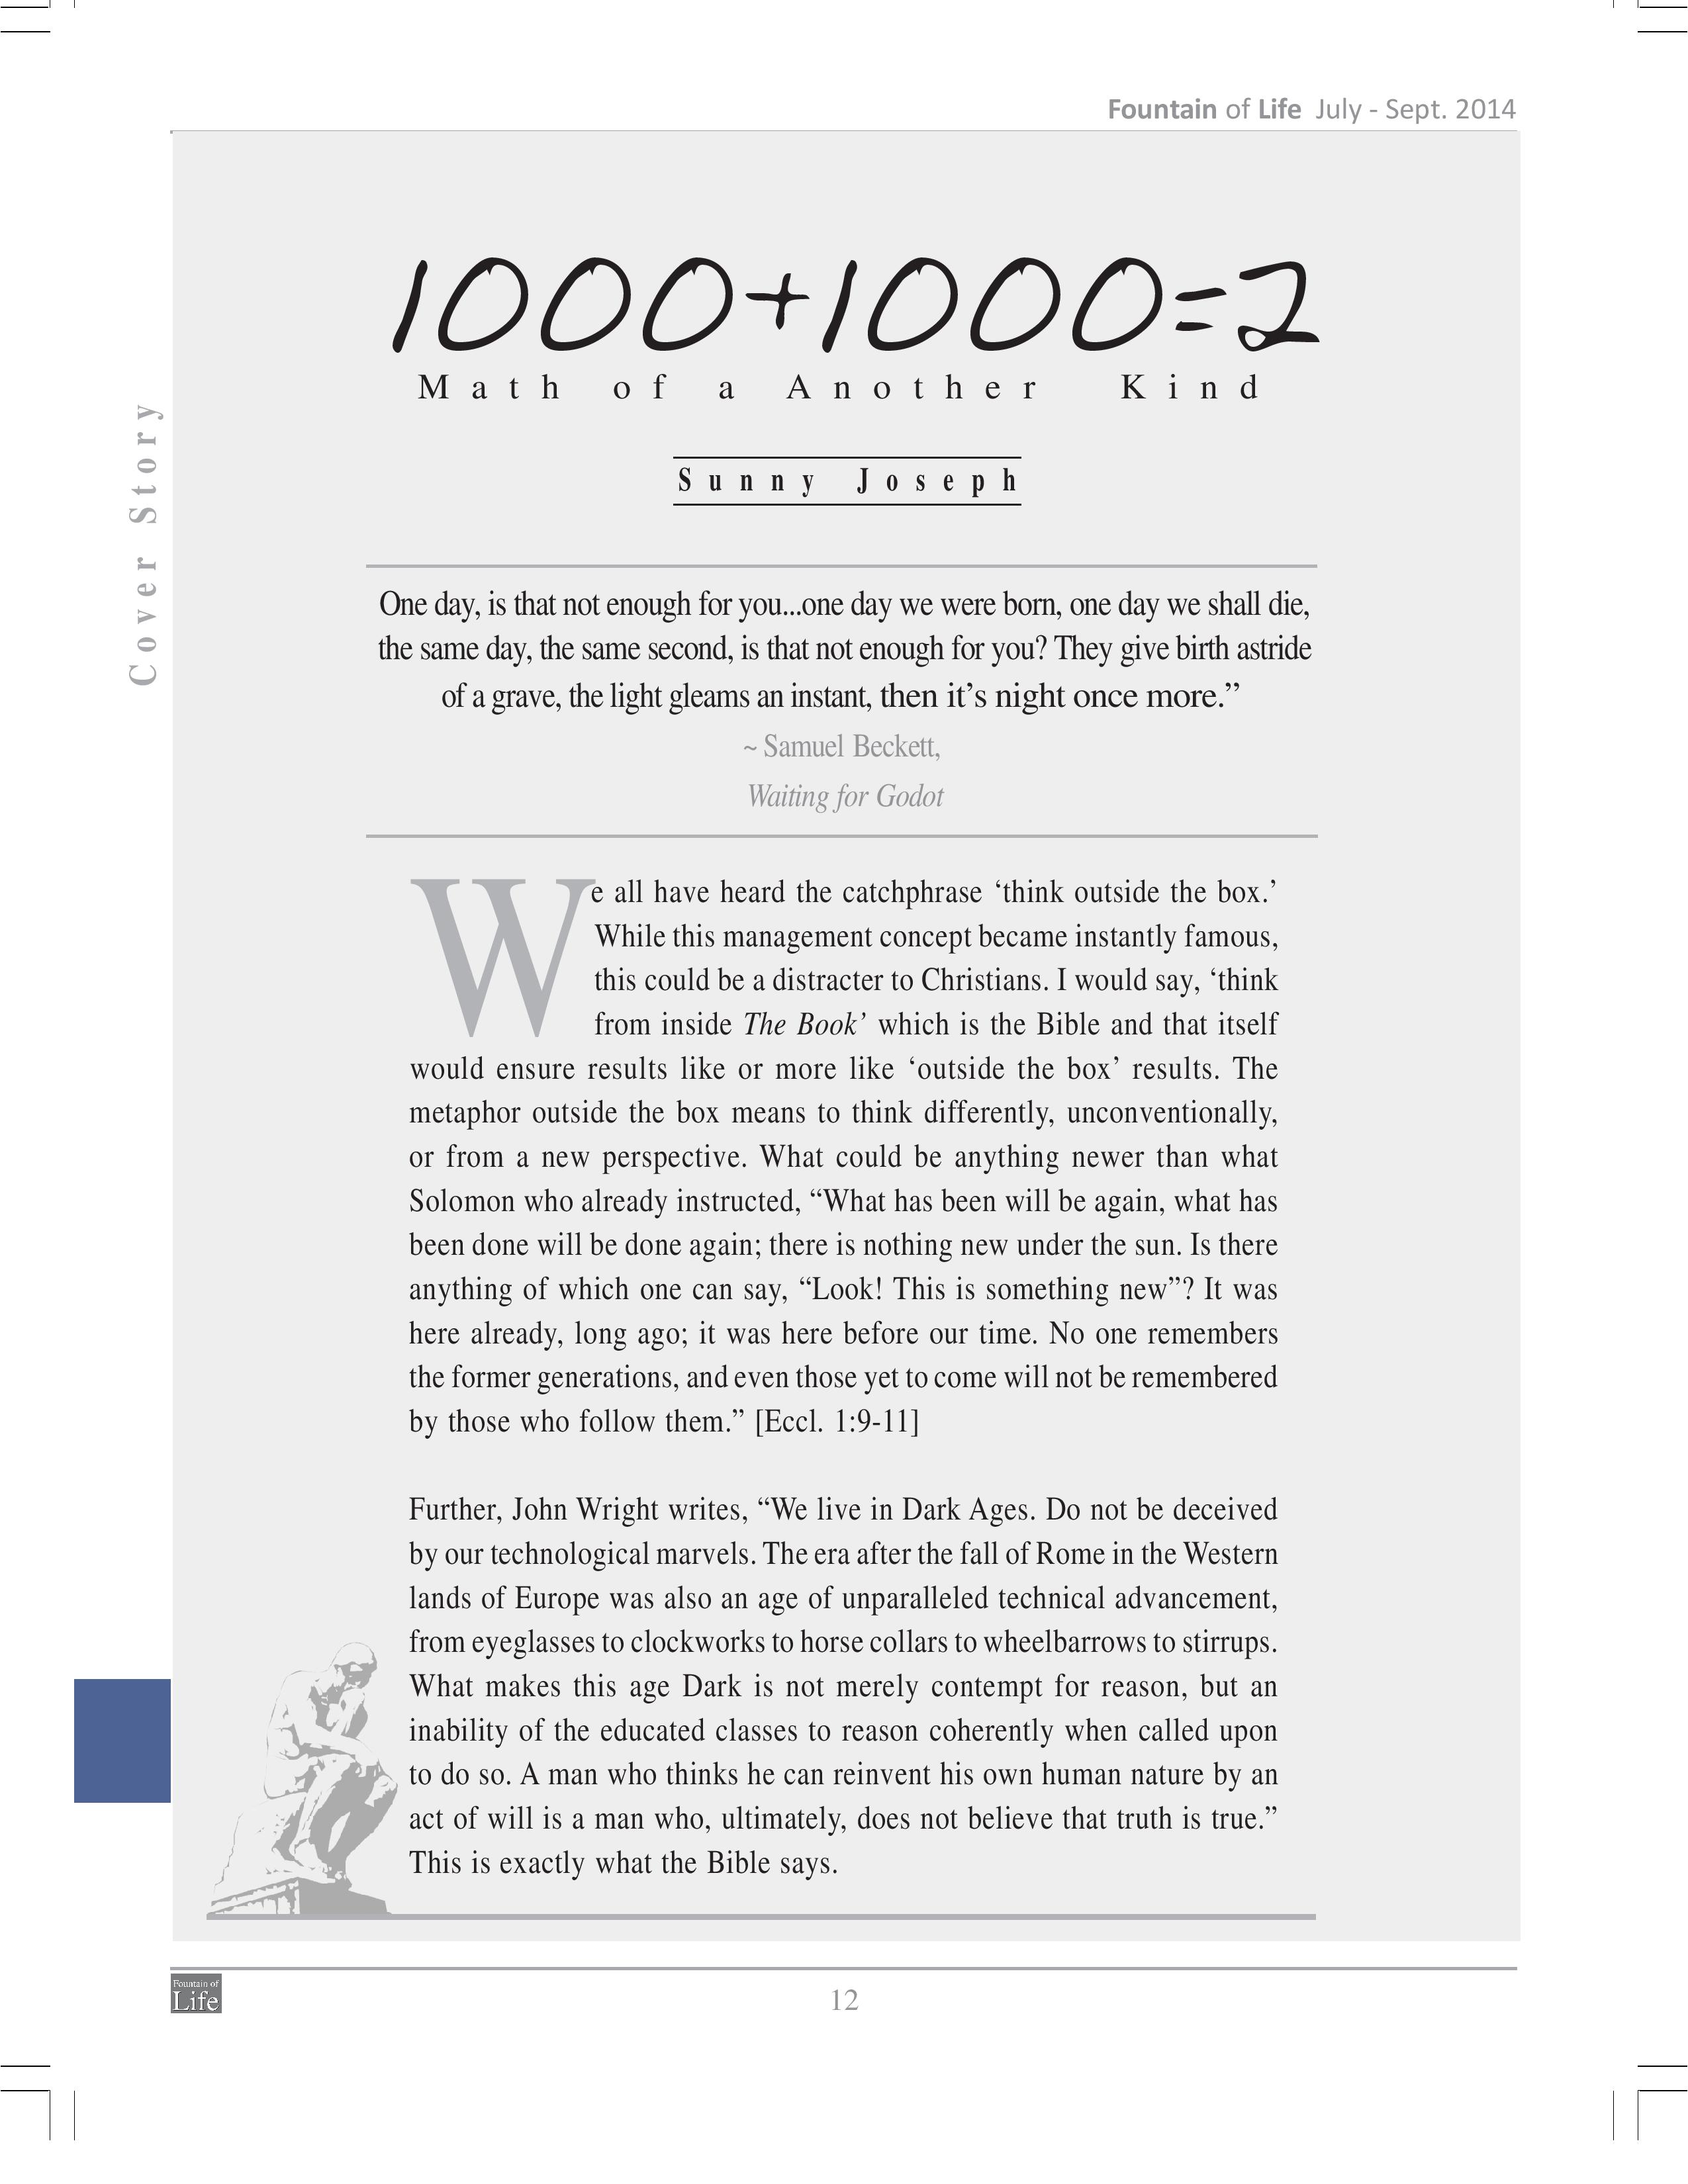 Fountain of Life July - Sept. 2014
Cover Story
1000+1000=2
Math of a Another Kind
Sunny Joseph
One day, is that not enough for you...one day we were born, one day we shall die,
the same day, the same second, is that not enough for you? They give birth astride
of a grave, the light gleams an instant, then it’s night once more.”
~ Samuel Beckett,
Waiting for Godot
We all have heard the catchphrase ‘think outside the box.’
While this management concept became instantly famous,
this could be a distracter to Christians. I would say, ‘think
from inside The Book’ which is the Bible and that itself
would ensure results like or more like ‘outside the box’ results. The
metaphor outside the box means to think differently, unconventionally,
or from a new perspective. What could be anything newer than what
Solomon who already instructed, “What has been will be again, what has
been done will be done again; there is nothing new under the sun. Is there
anything of which one can say, “Look! This is something new”? It was
here already, long ago; it was here before our time. No one remembers
the former generations, and even those yet to come will not be remembered
by those who follow them.” [Eccl. 1:9-11]
Further, John Wright writes, “We live in Dark Ages. Do not be deceived
by our technological marvels. The era after the fall of Rome in the Western
lands of Europe was also an age of unparalleled technical advancement,
from eyeglasses to clockworks to horse collars to wheelbarrows to stirrups.
What makes this age Dark is not merely contempt for reason, but an
inability of the educated classes to reason coherently when called upon
to do so. A man who thinks he can reinvent his own human nature by an
act of will is a man who, ultimately, does not believe that truth is true.”
This is exactly what the Bible says.
Fountain of
Life
12